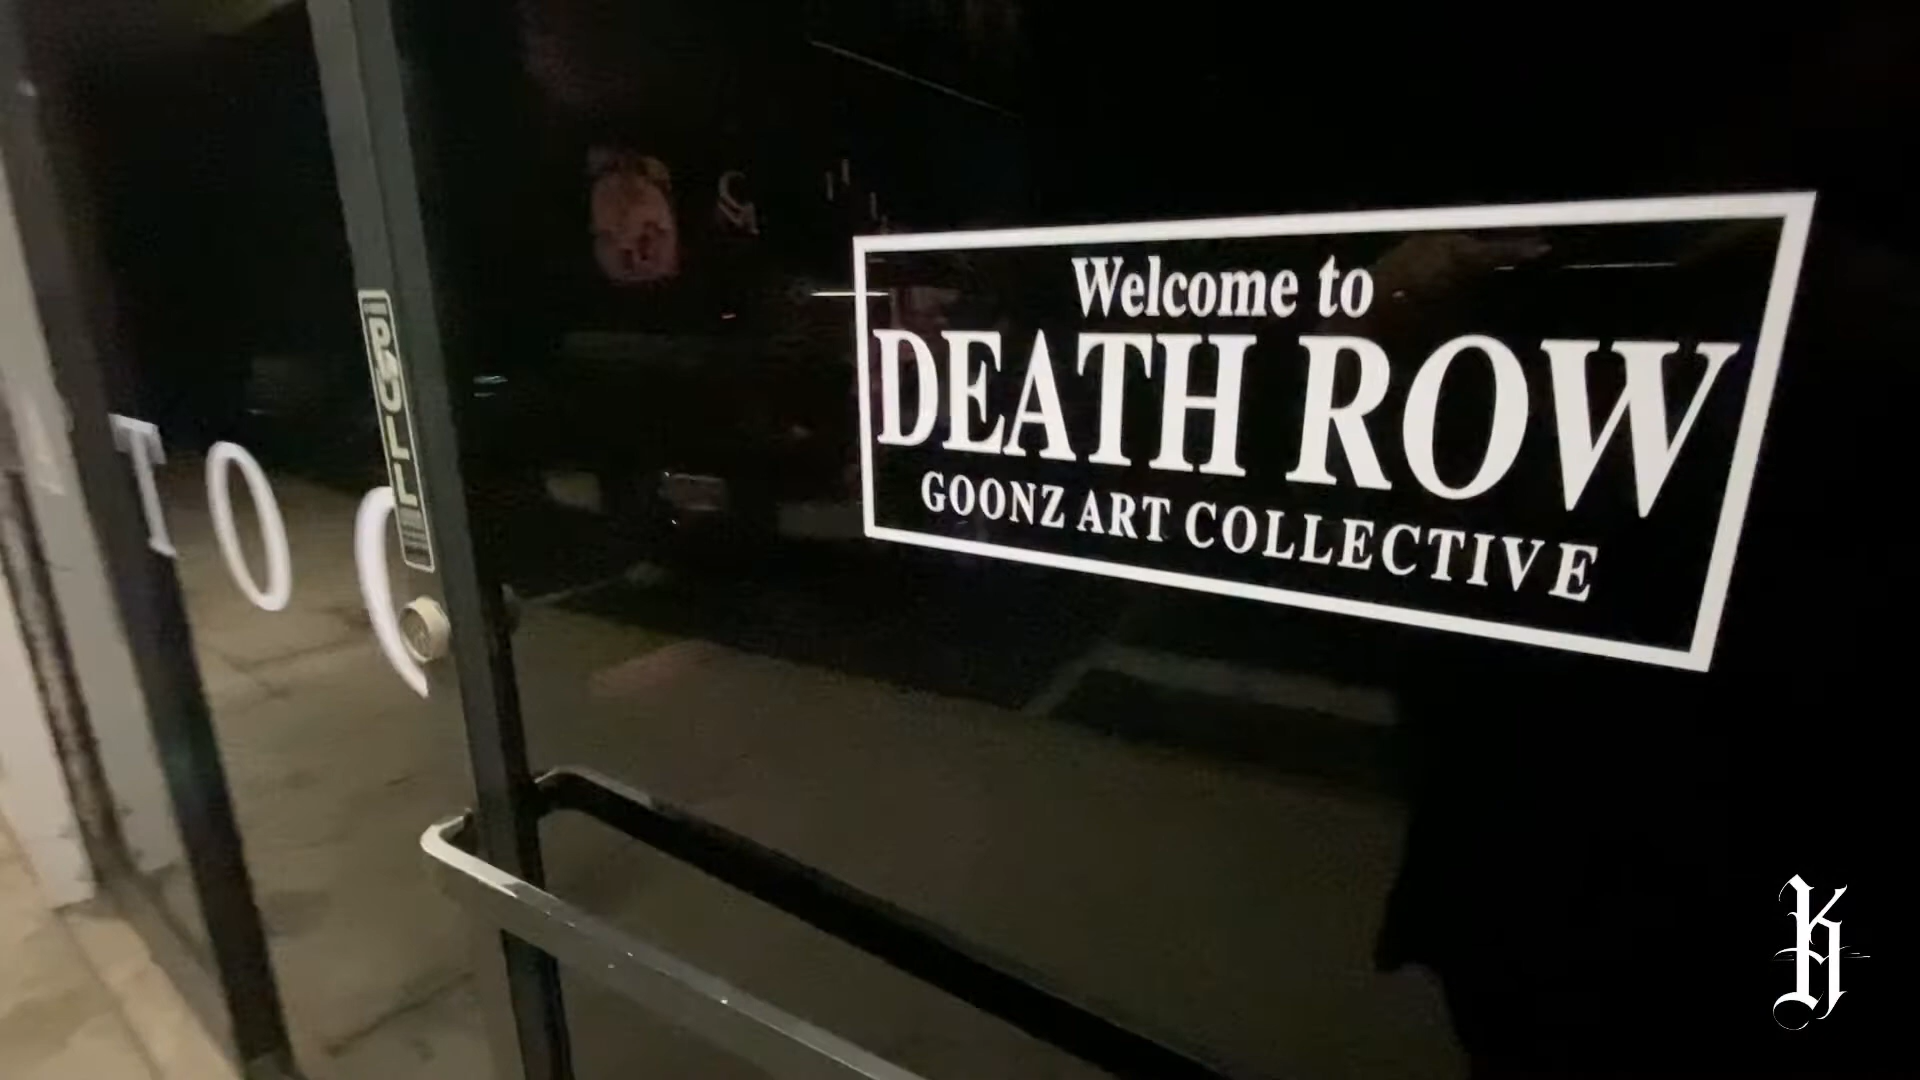 Welcome to
DEATH ROW
GOONZ ART COLLECTIVE
PULL
TO